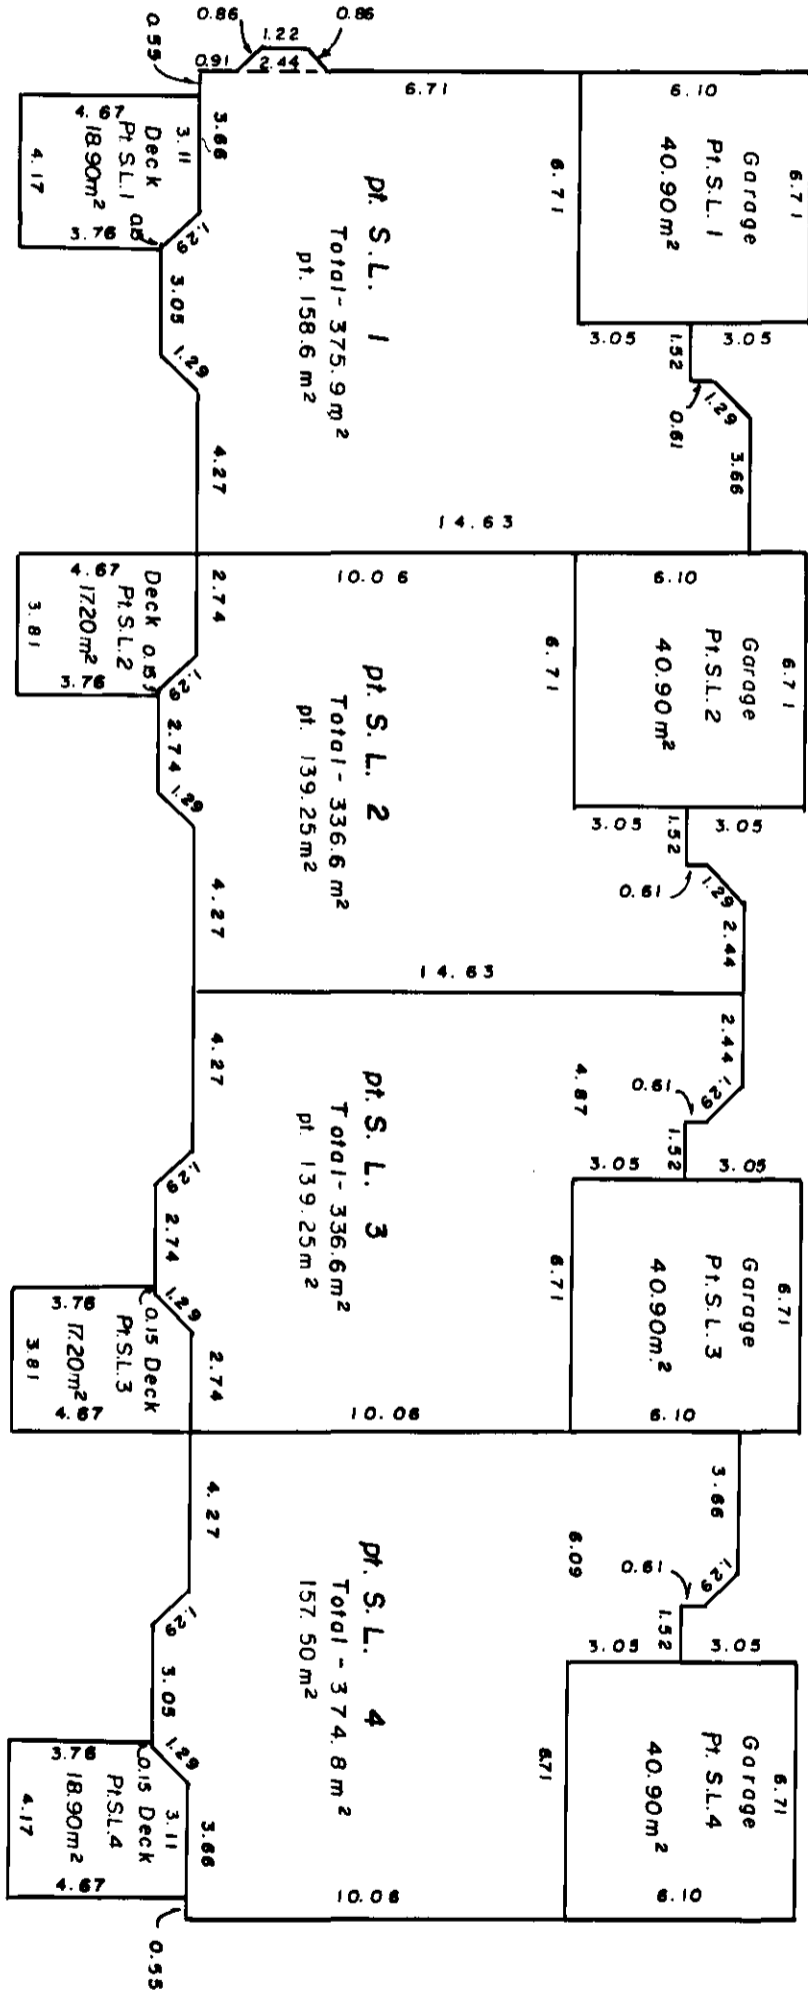 0.86
1.22
0.86
0.55
0.91
2.44
6.71
6.10
6.71
Garage
Pt.S.L.1
40.90m²
6.71
3.05
3.05
1.52
0.61
1.29
3.66
4.67
3.11
3.66
Deck
Pt.S.L.1
18.90m²
4.17
3.76
1.29
3.05
1.29
4.27
pt. S.L. 1
Total - 375.9m²
pt. 158.6 m²
14.63
4.67
Deck 0.15
Pt.S.L.2
17.20m²
3.81
3.76
2.74
1.29
2.74
1.29
4.27
10.06
6.10
6.71
Garage
Pt.S.L.2
40.90m²
6.71
3.05
3.05
1.52
0.61
1.29
2.44
pt. S.L. 2
Total - 336.6 m²
pt. 139.25m²
14.63
2.44
1.29
0.61
4.87
1.52
3.05
3.05
4.27
1.29
2.74
1.29
2.74
pt. S.L. 3
Total - 336.6m²
pt. 139.25m²
6.71
Garage
Pt.S.L.3
40.90m²
6.71
6.10
3.76
0.15 Deck
Pt.S.L.3
17.20m²
3.81
4.67
10.06
3.66
1.29
0.61
6.09
1.52
3.05
3.05
4.27
1.29
3.05
1.29
3.66
pt. S.L. 4
Total - 374.8m²
157.50m²
6.71
Garage
Pt. S.L.4
40.90m²
6.71
6.10
3.76
0.15 Deck
3.11
Pt.S.L.4
18.90m²
4.17
4.67
10.06
0.55